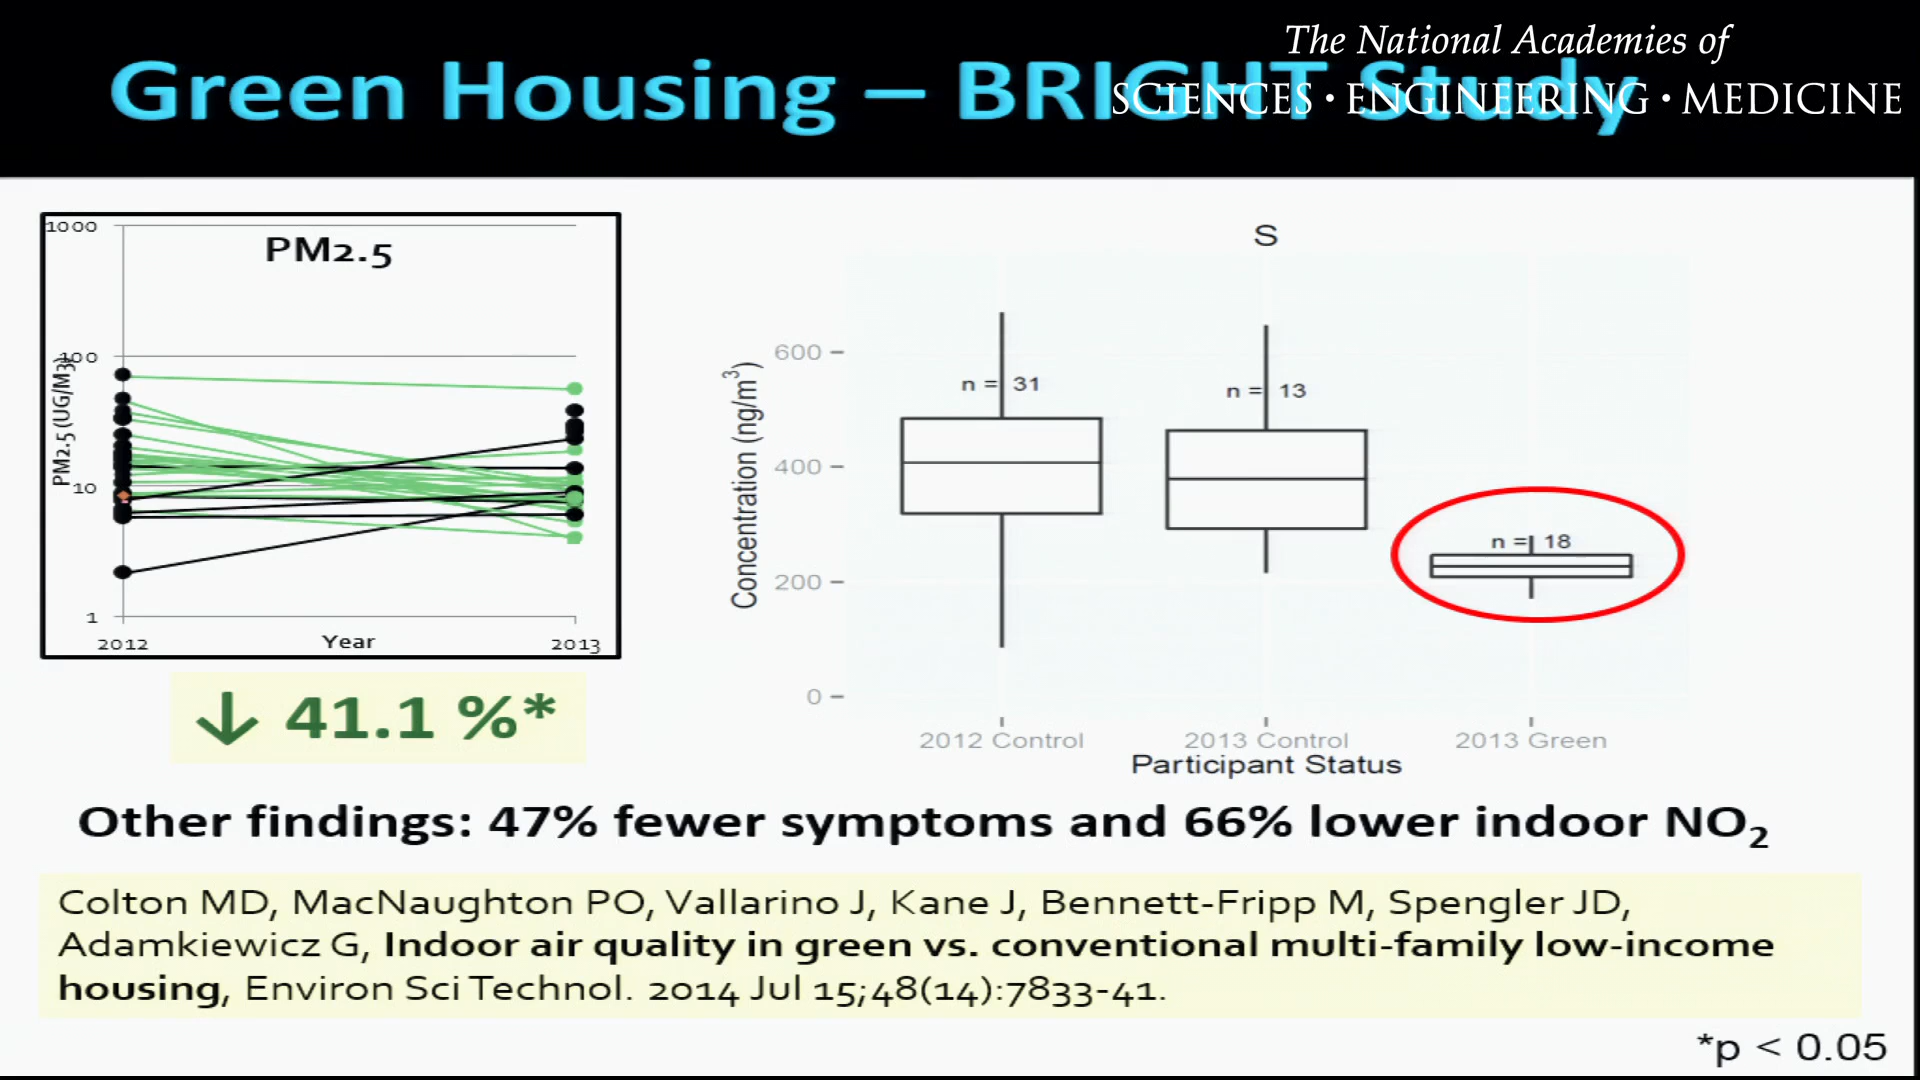 The National Academies of
SCIENCES • ENGINEERING • MEDICINE
Green Housing – BRIGHT Study
PM2.5
1000
100
10
1
PM2.5 (UG/M3)
2012
Year
2013
↓ 41.1 %*
S
Concentration (ng/m³)
600
400
200
0
n = 31
n = 13
n = 18
2012 Control
2013 Control
2013 Green
Participant Status
Other findings: 47% fewer symptoms and 66% lower indoor NO₂
Colton MD, MacNaughton PO, Vallarino J, Kane J, Bennett-Fripp M, Spengler JD,
Adamkiewicz G, Indoor air quality in green vs. conventional multi-family low-income
housing, Environ Sci Technol. 2014 Jul 15;48(14):7833-41.
*p < 0.05